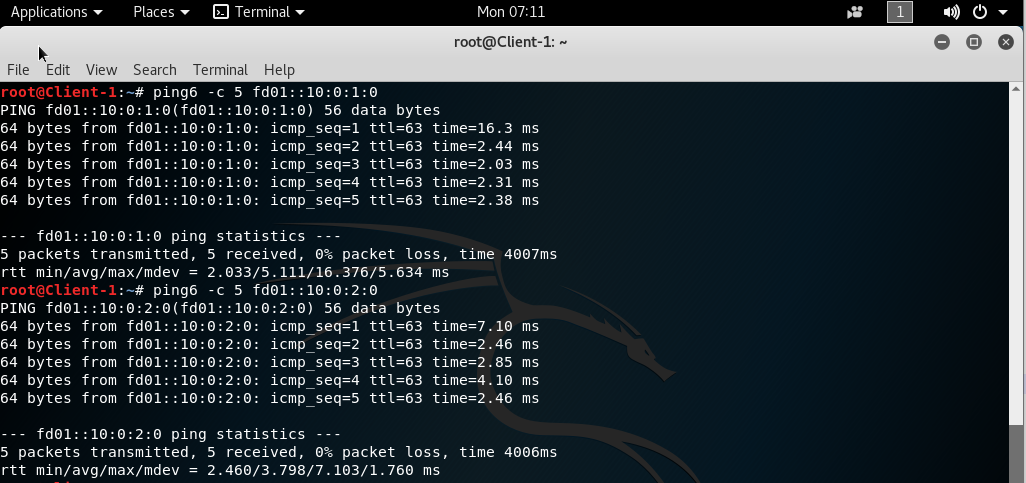 Applications Places Terminal Mon 07:11 1
root@Client-1: ~
File Edit View Search Terminal Help
root@Client-1:~# ping6 -c 5 fd01::10:0:1:0
PING fd01::10:0:1:0(fd01::10:0:1:0) 56 data bytes
64 bytes from fd01::10:0:1:0: icmp_seq=1 ttl=63 time=16.3 ms
64 bytes from fd01::10:0:1:0: icmp_seq=2 ttl=63 time=2.44 ms
64 bytes from fd01::10:0:1:0: icmp_seq=3 ttl=63 time=2.03 ms
64 bytes from fd01::10:0:1:0: icmp_seq=4 ttl=63 time=2.31 ms
64 bytes from fd01::10:0:1:0: icmp_seq=5 ttl=63 time=2.38 ms
--- fd01::10:0:1:0 ping statistics ---
5 packets transmitted, 5 received, 0% packet loss, time 4007ms
rtt min/avg/max/mdev = 2.033/5.111/16.376/5.634 ms
root@Client-1:~# ping6 -c 5 fd01::10:0:2:0
PING fd01::10:0:2:0(fd01::10:0:2:0) 56 data bytes
64 bytes from fd01::10:0:2:0: icmp_seq=1 ttl=63 time=7.10 ms
64 bytes from fd01::10:0:2:0: icmp_seq=2 ttl=63 time=2.46 ms
64 bytes from fd01::10:0:2:0: icmp_seq=3 ttl=63 time=2.85 ms
64 bytes from fd01::10:0:2:0: icmp_seq=4 ttl=63 time=4.10 ms
64 bytes from fd01::10:0:2:0: icmp_seq=5 ttl=63 time=2.46 ms
--- fd01::10:0:2:0 ping statistics ---
5 packets transmitted, 5 received, 0% packet loss, time 4006ms
rtt min/avg/max/mdev = 2.460/3.798/7.103/1.760 ms